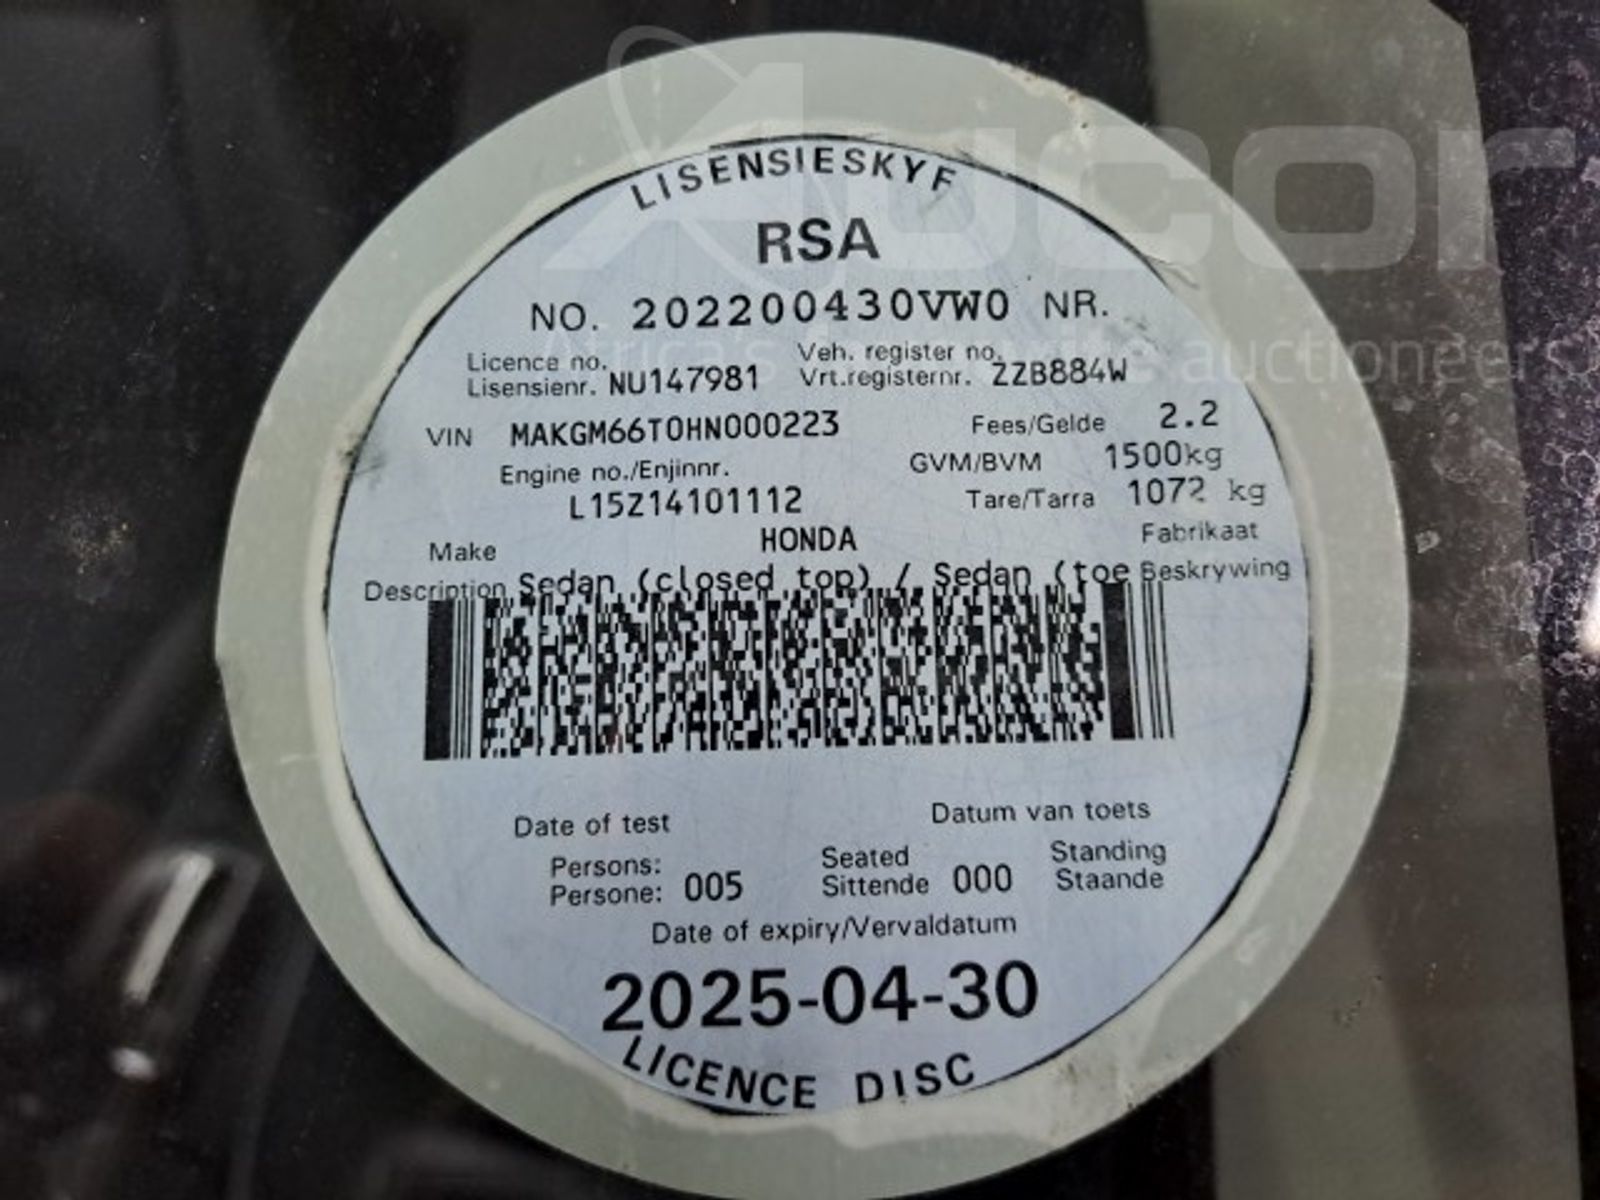 LISENSIESKYF
RSA
NO. 202200430VW0 NR.
Licence no. Veh. register no.
Lisensienr. NU147981 Vrt.registernr. ZZB884W
VIN MAKGM66T0HN000223 Fees/Gelde 2.2
Engine no./Enjinnr. GVM/BVM 1500kg
L15Z14101112 Tare/Tarra 1072 kg
Make HONDA Fabrikaat
Description Sedan (closed top) / Sedan (toe Beskrywing
Date of test Datum van toets
Persons: Seated Standing
Persone: 005 Sittende 000 Staande
Date of expiry/Vervaldatum
2025-04-30
LICENCE DISC
Aucor
Africa's auctioneers